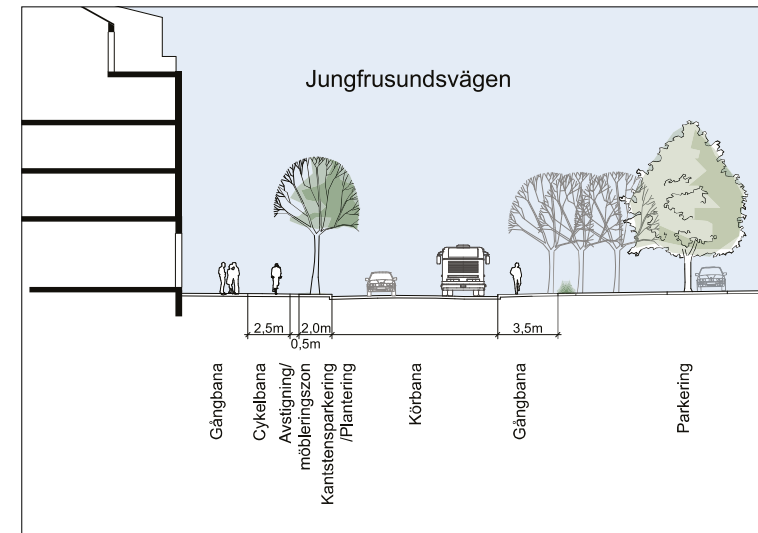 Jungfrusundsvägen
2,5m
2,0m
3,5m
0,5m
Gångbana
Cykelbana
Avstigning/
möbleringszon
Kantstensparkering
/Plantering
Körbana
Gångbana
Parkering